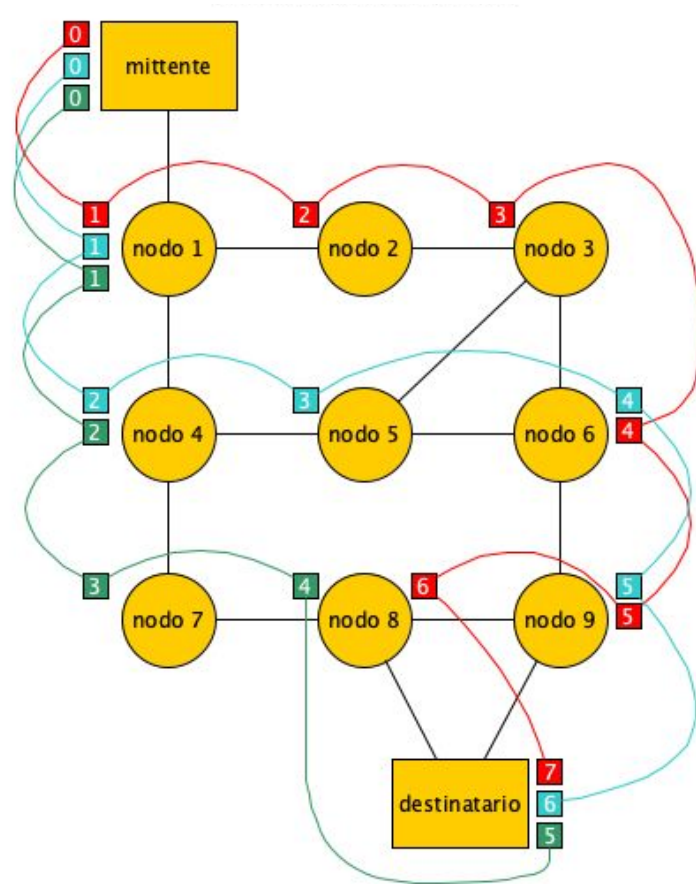 0
mittente
0
0
1
2
3
1
nodo 1
nodo 2
nodo 3
1
2
3
4
2
nodo 4
nodo 5
nodo 6
4
3
4
6
5
nodo 7
nodo 8
nodo 9
5
7
destinatario
6
5